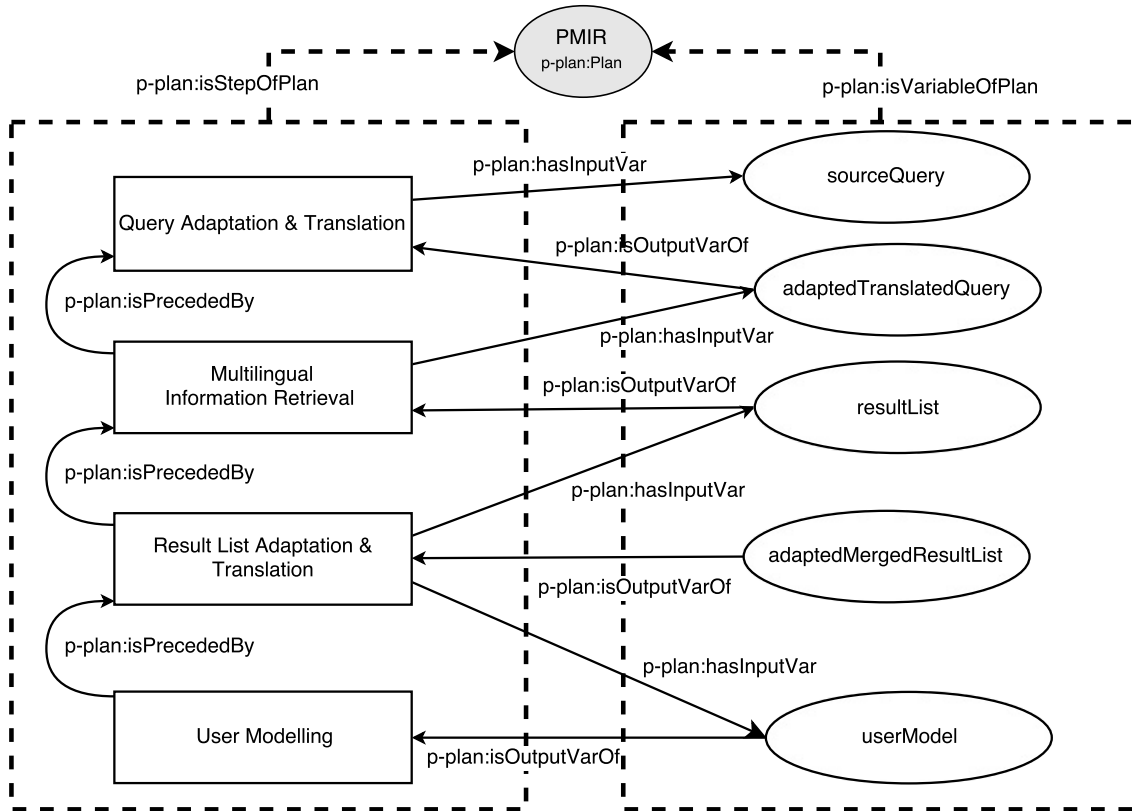 PMIR
p-plan:Plan
p-plan:isStepOfPlan
p-plan:isVariableOfPlan
p-plan:hasInputVar
sourceQuery
Query Adaptation & Translation
p-plan:isOutputVarOf
adaptedTranslatedQuery
p-plan:isPrecededBy
p-plan:hasInputVar
Multilingual
Information Retrieval
p-plan:isOutputVarOf
resultList
p-plan:isPrecededBy
p-plan:hasInputVar
Result List Adaptation &
Translation
adaptedMergedResultList
p-plan:isOutputVarOf
p-plan:isPrecededBy
p-plan:hasInputVar
User Modelling
userModel
p-plan:isOutputVarOf